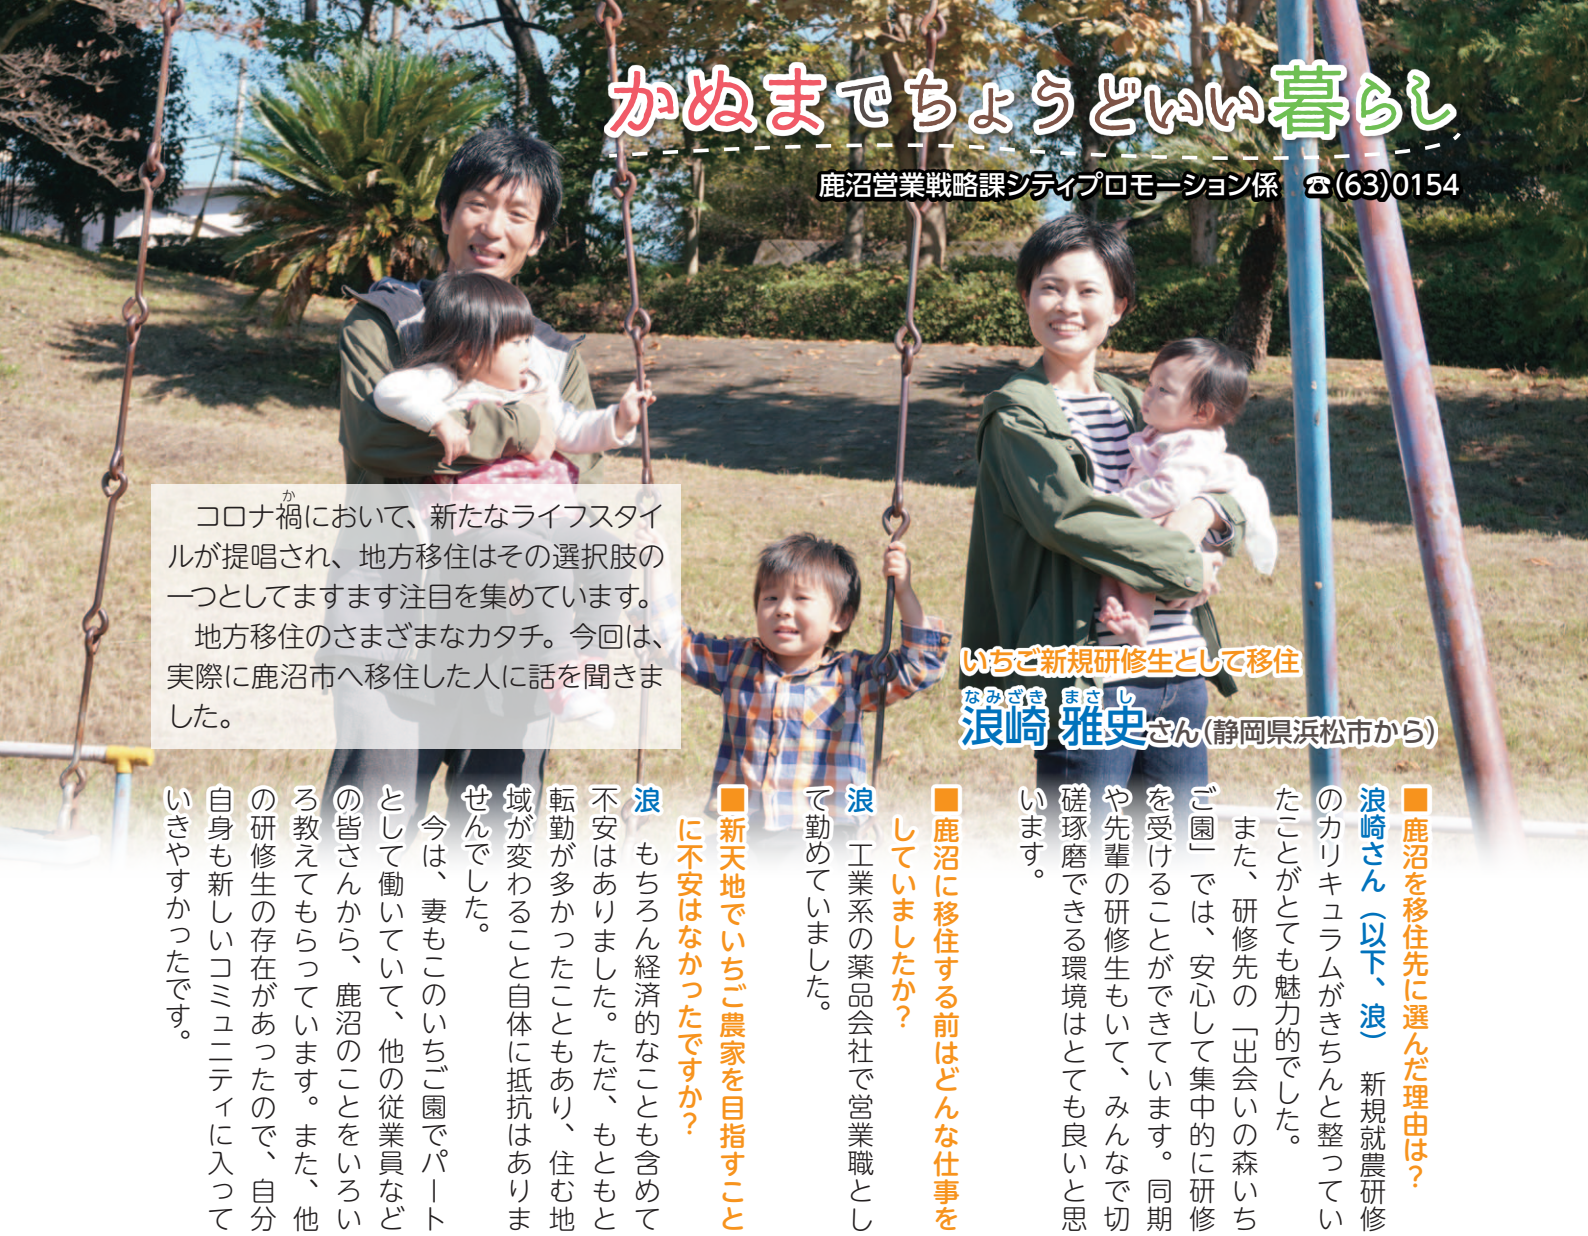 かぬまでちょうどいい暮らし
鹿沼営業戦略課シティプロモーション係　☎(63)0154
か
コロナ禍において、新たなライフスタイ
ルが提唱され、地方移住はその選択肢の
一つとしてますます注目を集めています。
地方移住のさまざまなカタチ。今回は、
実際に鹿沼市へ移住した人に話を聞きま
した。
いちご新規研修生として移住
なみざき　まさ　し
浪崎 雅史さん（静岡県浜松市から）
■鹿沼を移住先に選んだ理由は？
浪崎さん（以下、浪）　新規就農研修
のカリキュラムがきちんと整ってい
たことがとても魅力的でした。
また、研修先の「出会いの森いち
ご園」では、安心して集中的に研修
を受けることができています。同期
や先輩の研修生もいて、みんなで切
磋琢磨できる環境はとても良いと思
います。
■鹿沼に移住する前はどんな仕事を
していましたか？
浪　工業系の薬品会社で営業職とし
て勤めていました。
■新天地でいちご農家を目指すこと
に不安はなかったですか？
浪　もちろん経済的なことも含めて
不安はありました。ただ、もともと
転勤が多かったこともあり、住む地
域が変わること自体に抵抗はありま
せんでした。
今は、妻もこのいちご園でパート
として働いていて、他の従業員など
の皆さんから、鹿沼のことをいろい
ろ教えてもらっています。また、他
の研修生の存在があったので、自分
自身も新しいコミュニティに入って
いきやすかったです。